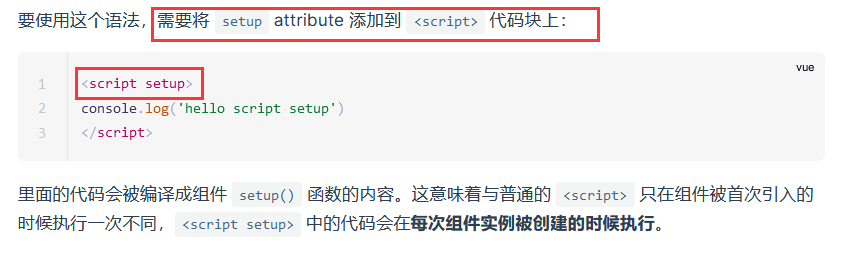 要使用这个语法，需要将 setup attribute 添加到 <script> 代码块上：
vue
1 <script setup>
2 console.log('hello script setup')
3 </script>
里面的代码会被编译成组件 setup() 函数的内容。这意味着与普通的 <script> 只在组件被首次引入的
时候执行一次不同，<script setup> 中的代码会在每次组件实例被创建的时候执行。